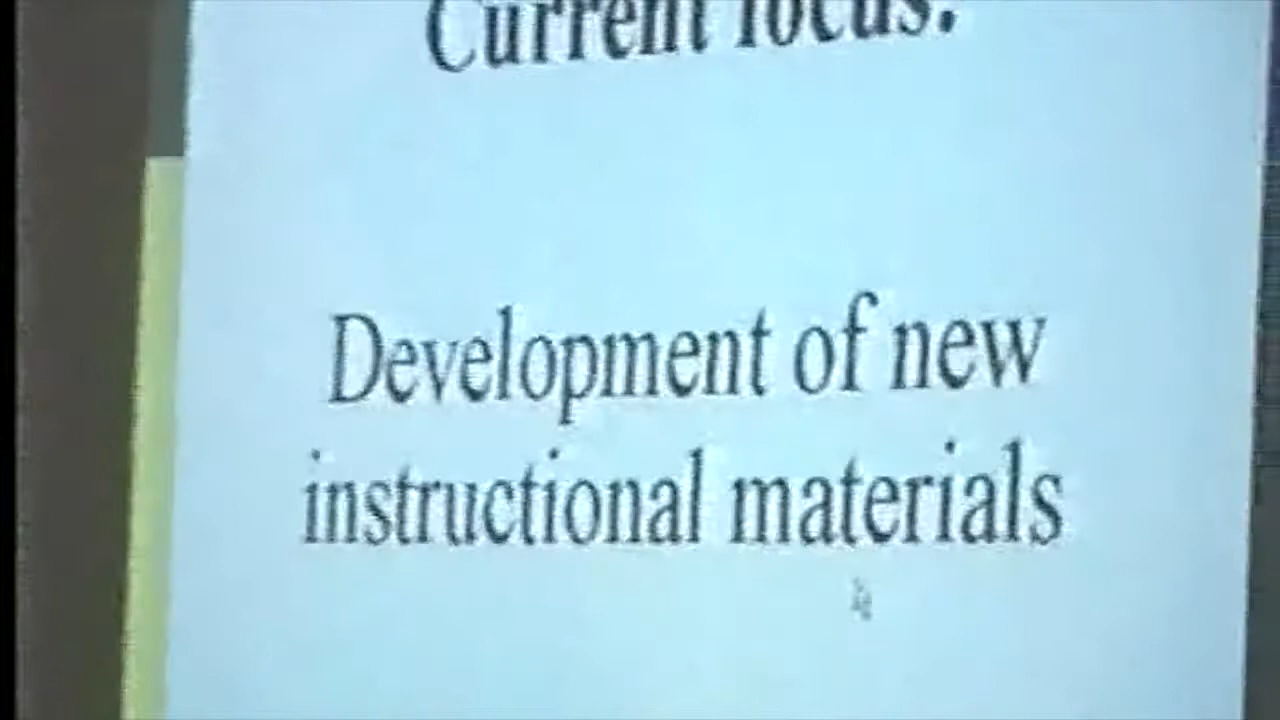 Current focus:
Development of new
instructional materials